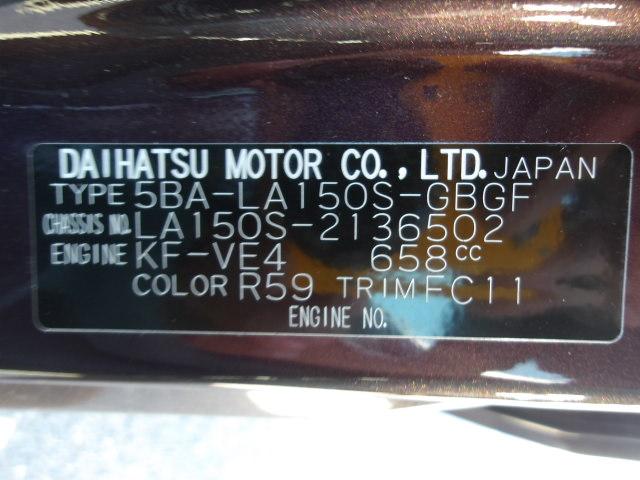 DAIHATSU MOTOR CO., LTD. JAPAN
TYPE 5BA-LA150S-GBGF
CHASSIS NO. LA150S-2136502
ENGINE KF-VE4 658cc
COLOR R59 TRIM FC11
ENGINE NO.